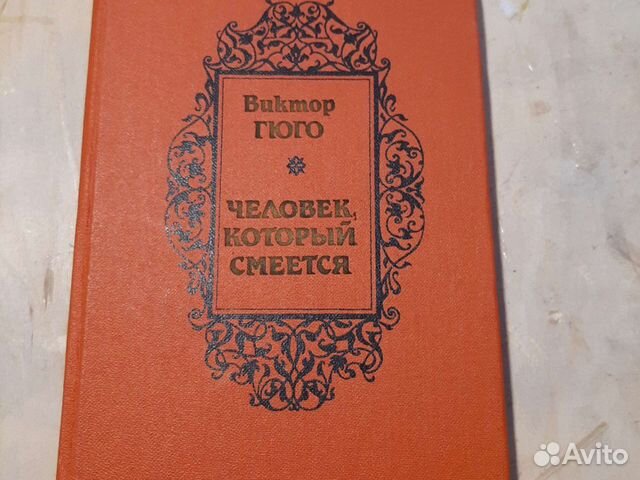 Виктор
ГЮГО
ЧЕЛОВЕК,
КОТОРЫЙ
СМЕЕТСЯ
Avito